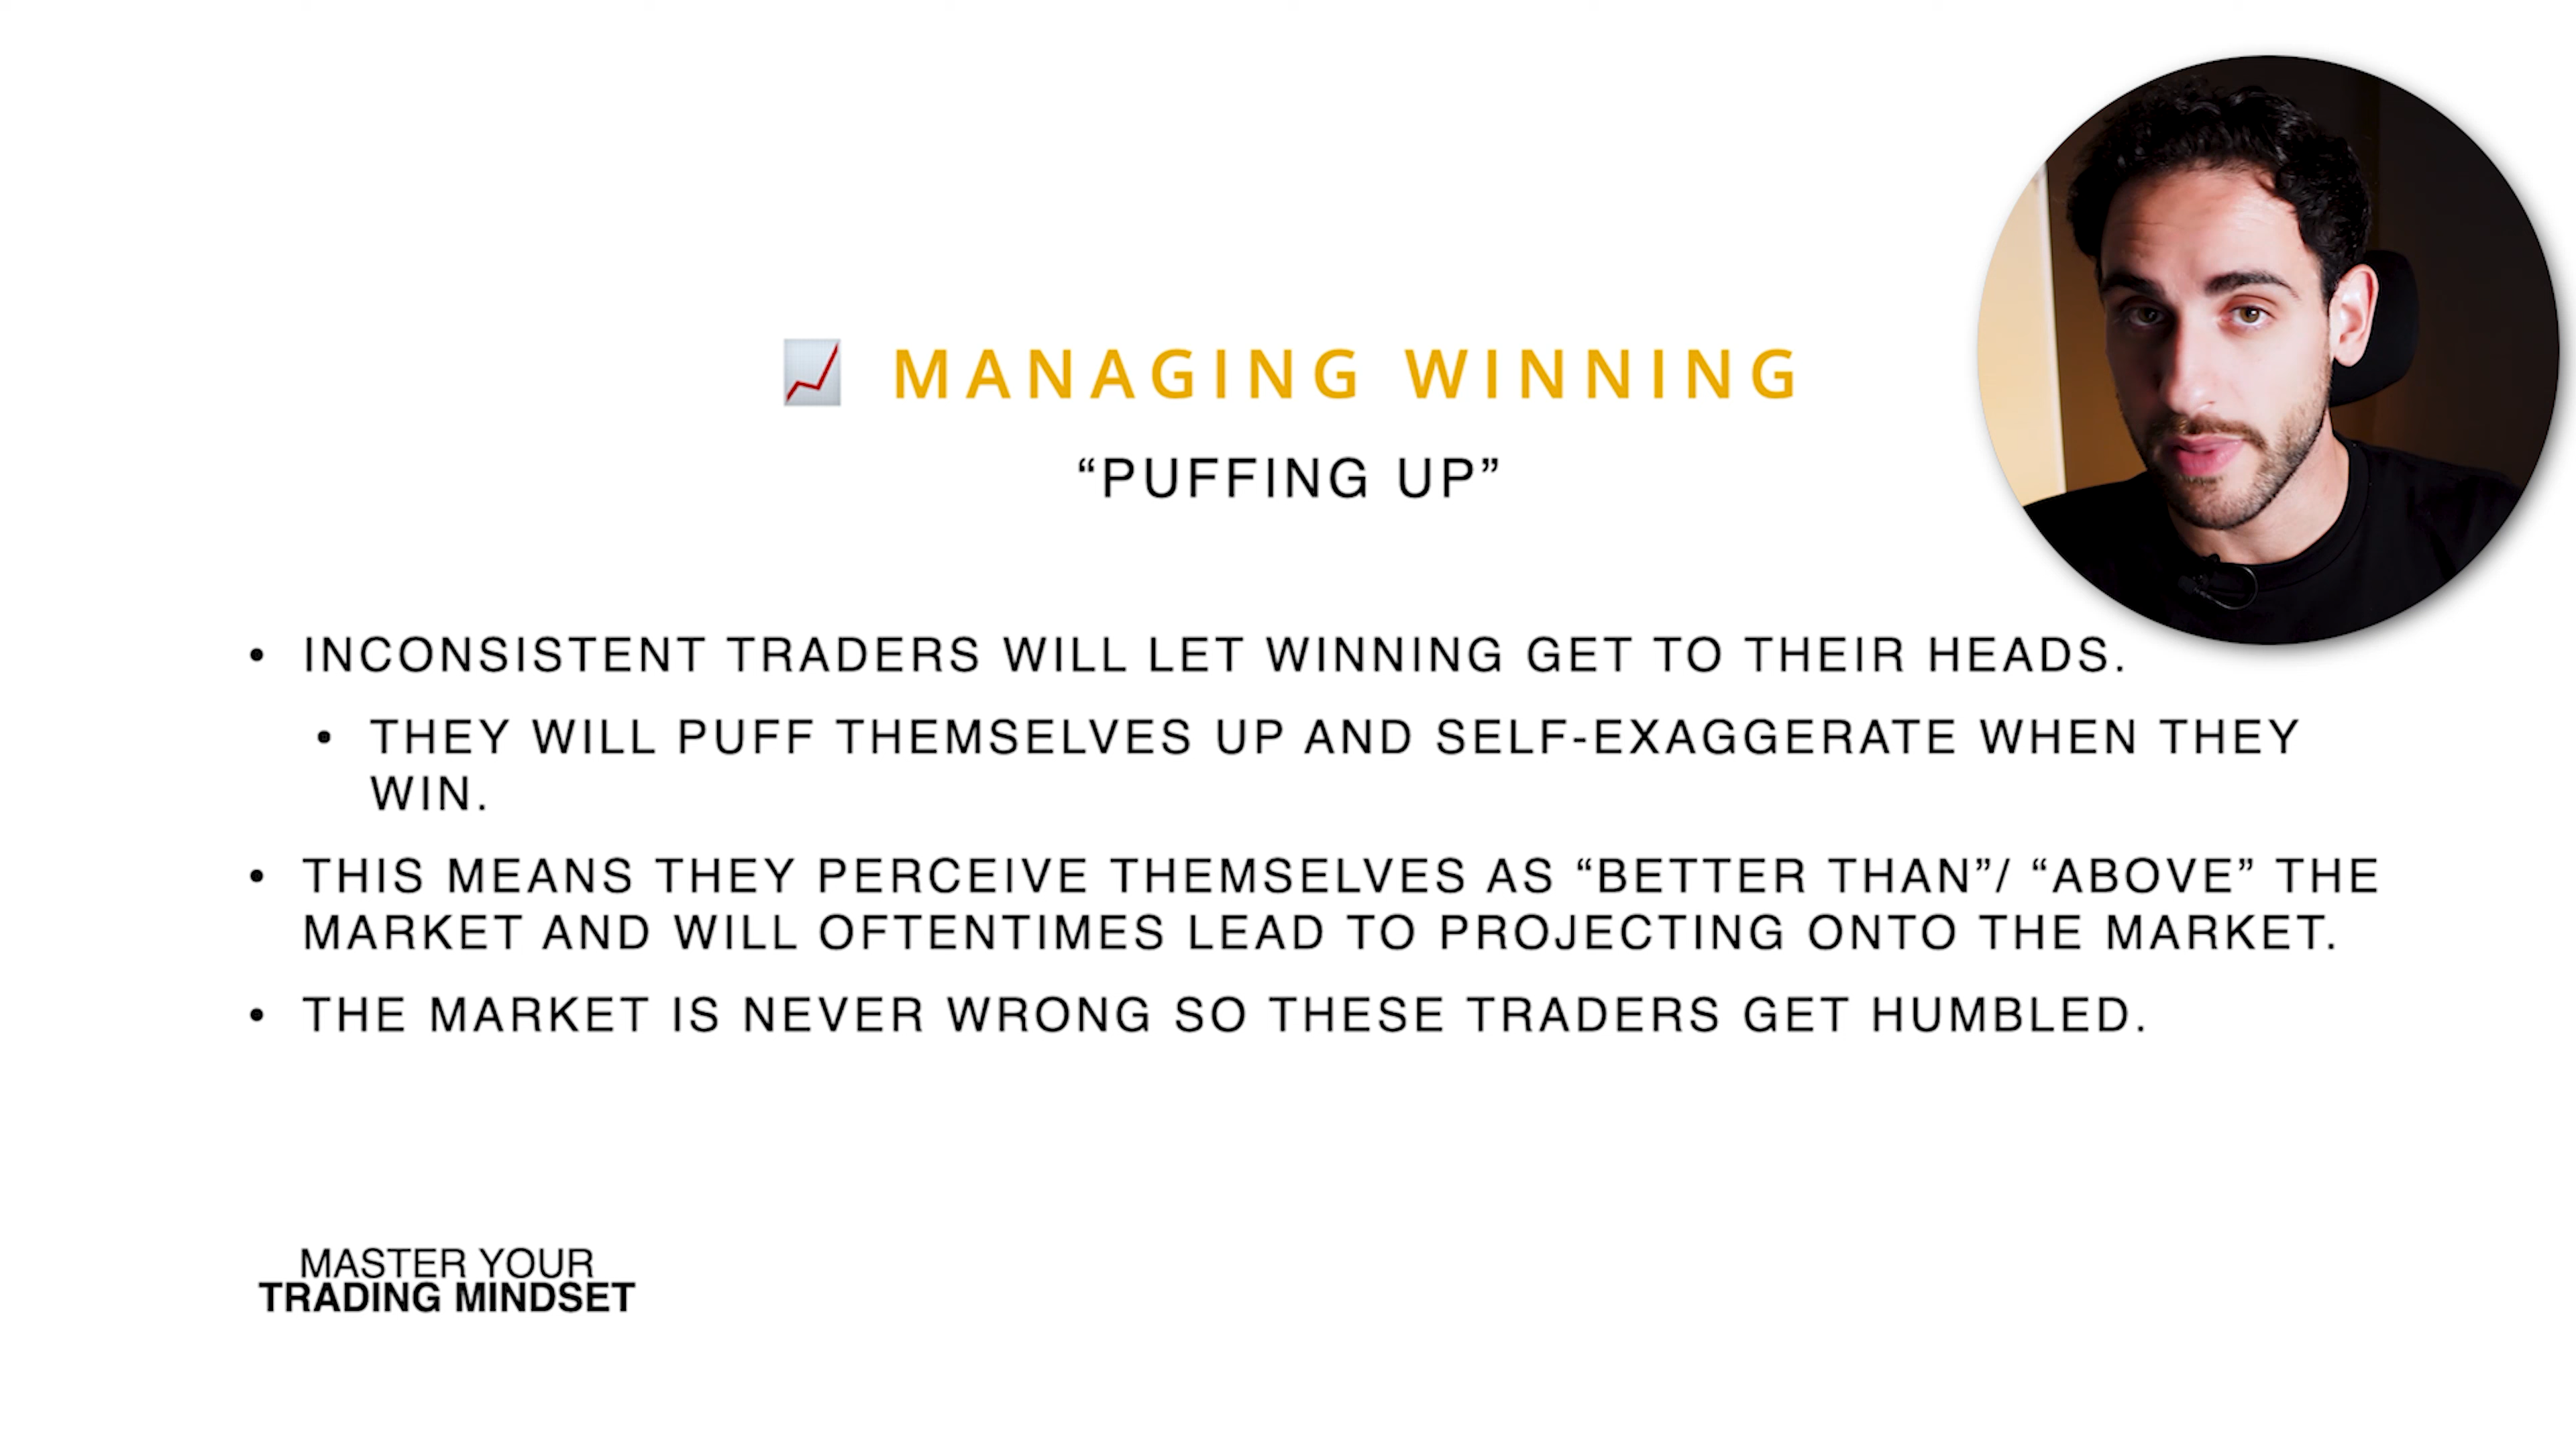 MANAGING WINNING
“PUFFING UP”
• INCONSISTENT TRADERS WILL LET WINNING GET TO THEIR HEADS.
• THEY WILL PUFF THEMSELVES UP AND SELF-EXAGGERATE WHEN THEY
WIN.
• THIS MEANS THEY PERCEIVE THEMSELVES AS “BETTER THAN”/ “ABOVE” THE
MARKET AND WILL OFTENTIMES LEAD TO PROJECTING ONTO THE MARKET.
• THE MARKET IS NEVER WRONG SO THESE TRADERS GET HUMBLED.
MASTER YOUR
TRADING MINDSET